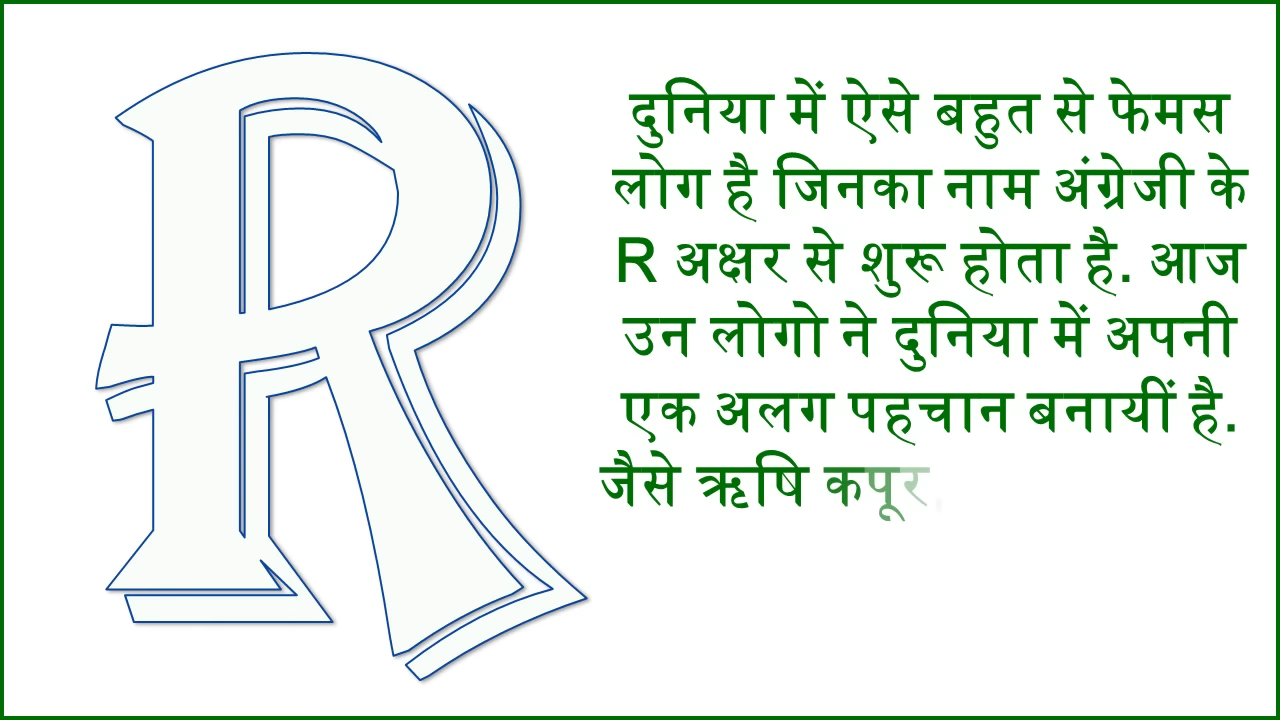 R
दुनिया में ऐसे बहुत से फेमस
लोग है जिनका नाम अंग्रेजी के
R अक्षर से शुरू होता है. आज
उन लोगो ने दुनिया में अपनी
एक अलग पहचान बनायीं है.
जैसे ऋषि कपूर,